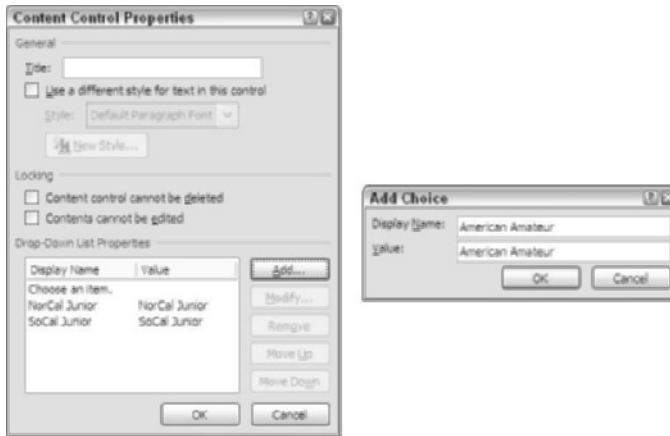 Content Control Properties
General
Title:
Use a different style for text in this control
Style: Default Paragraph Font
New Style...
Locking
Content control cannot be deleted
Contents cannot be edited
Drop-Down List Properties
Display Name Value
Choose an item.
NorCal Junior NorCal Junior
SoCal Junior SoCal Junior
Add...
Modify...
Remove
Move Up
Move Down
OK Cancel
Add Choice
Display Name: American Amateur
Value: American Amateur
OK Cancel